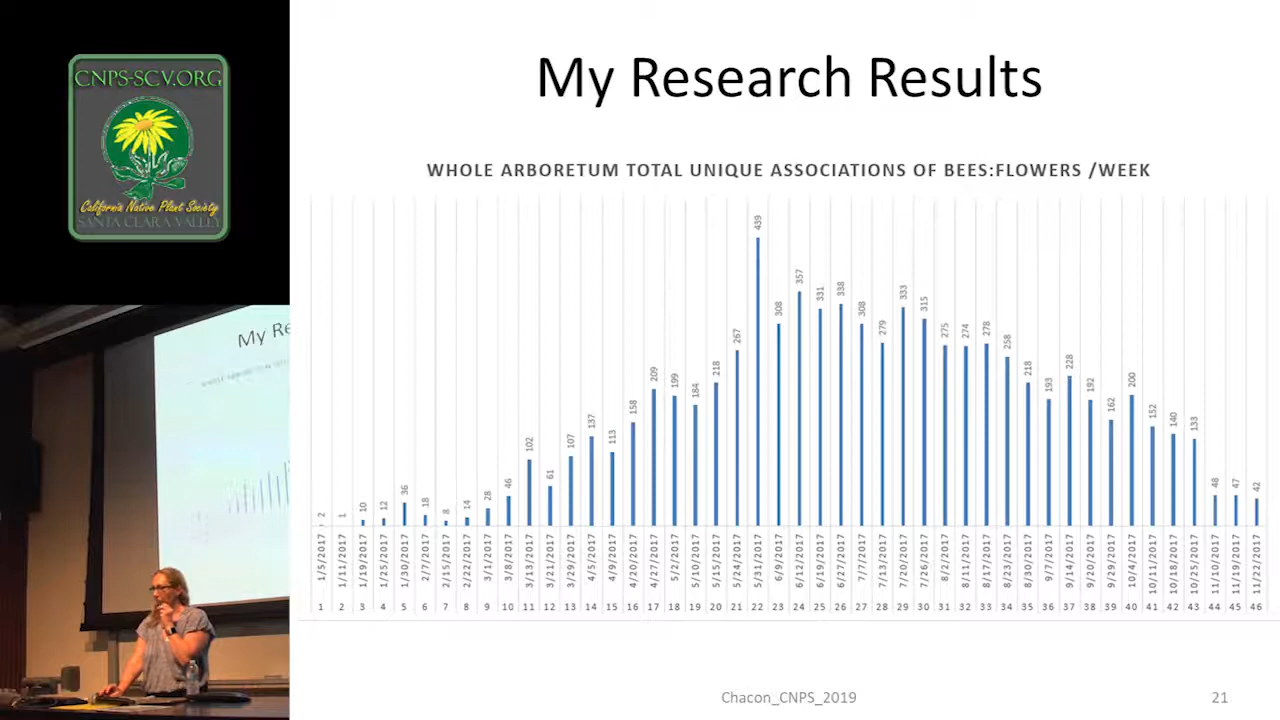 CNPS-SCV.ORG
California Native Plant Society
SANTA CLARA VALLEY
My Re
My Research Results
WHOLE ARBORETUM TOTAL UNIQUE ASSOCIATIONS OF BEES:FLOWERS /WEEK
2 1 10 12 36 18 8 14 28 46 102 61 107 137 113 158 209 199 184 218 267 439 308 357 331 338 308 279 333 315 275 274 278 258 218 193 228 192 162 200 152 140 133 48 47 42
1/5/2017 1/11/2017 1/19/2017 1/25/2017 1/30/2017 2/7/2017 2/15/2017 2/22/2017 3/1/2017 3/8/2017 3/13/2017 3/21/2017 3/29/2017 4/5/2017 4/9/2017 4/20/2017 4/27/2017 5/2/2017 5/10/2017 5/15/2017 5/24/2017 5/31/2017 6/9/2017 6/12/2017 6/19/2017 6/27/2017 7/7/2017 7/13/2017 7/20/2017 7/26/2017 8/2/2017 8/11/2017 8/17/2017 8/23/2017 8/30/2017 9/7/2017 9/14/2017 9/20/2017 9/29/2017 10/4/2017 10/11/2017 10/18/2017 10/25/2017 11/10/2017 11/19/2017 11/22/2017
1 2 3 4 5 6 7 8 9 10 11 12 13 14 15 16 17 18 19 20 21 22 23 24 25 26 27 28 29 30 31 32 33 34 35 36 37 38 39 40 41 42 43 44 45 46
Chacon_CNPS_2019
21